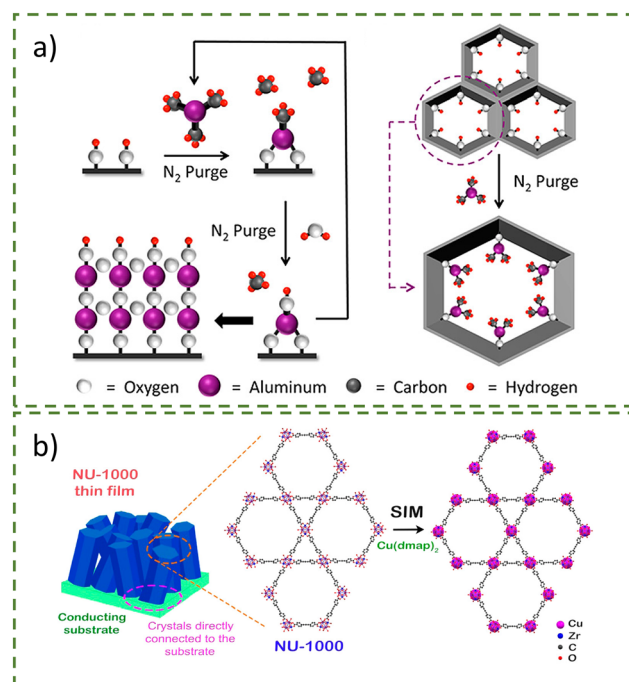 a)
N₂ Purge
N₂ Purge
N₂ Purge
= Oxygen = Aluminum = Carbon = Hydrogen
b)
NU-1000
thin film
Conducting
substrate
Crystals directly
connected to the
substrate
NU-1000
SIM
Cu(dmap)₂
Cu
Zr
C
O